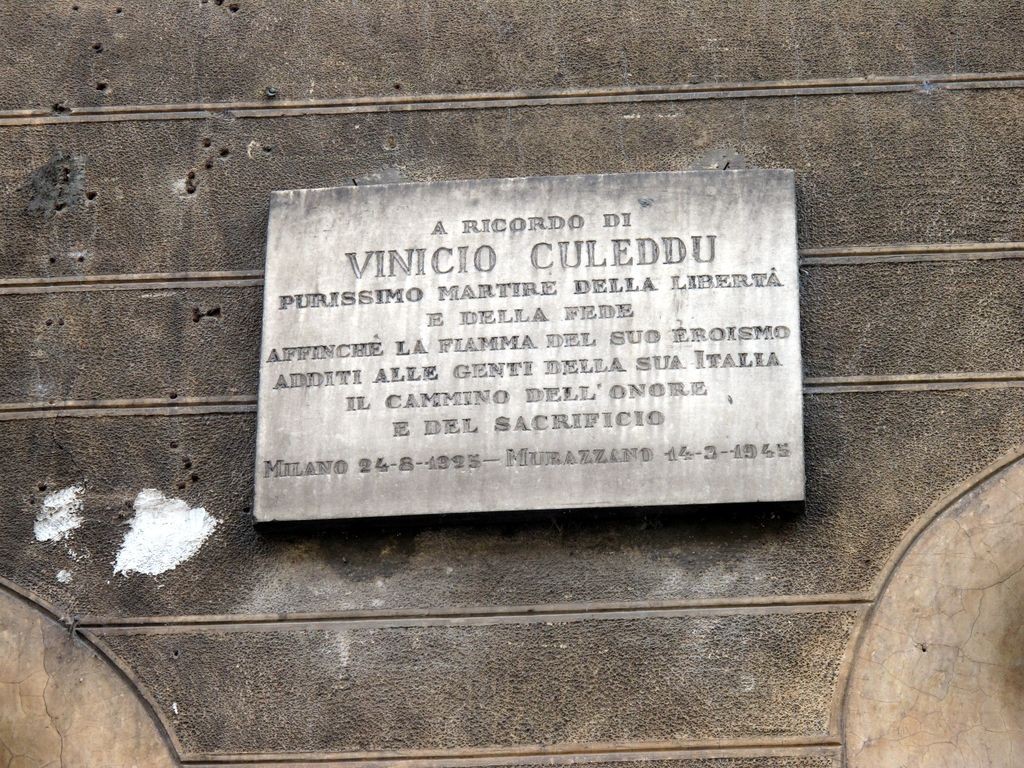 A RICORDO DI
VINICIO CULEDDU
PURISSIMO MARTIRE DELLA LIBERTÀ
E DELLA FEDE
AFFINCHÈ LA FIAMMA DEL SUO EROISMO
ADDITI ALLE GENTI DELLA SUA ITALIA
IL CAMMINO DELL'ONORE
E DEL SACRIFICIO
MILANO 24-8-1925 - MURAZZANO 14-3-1945